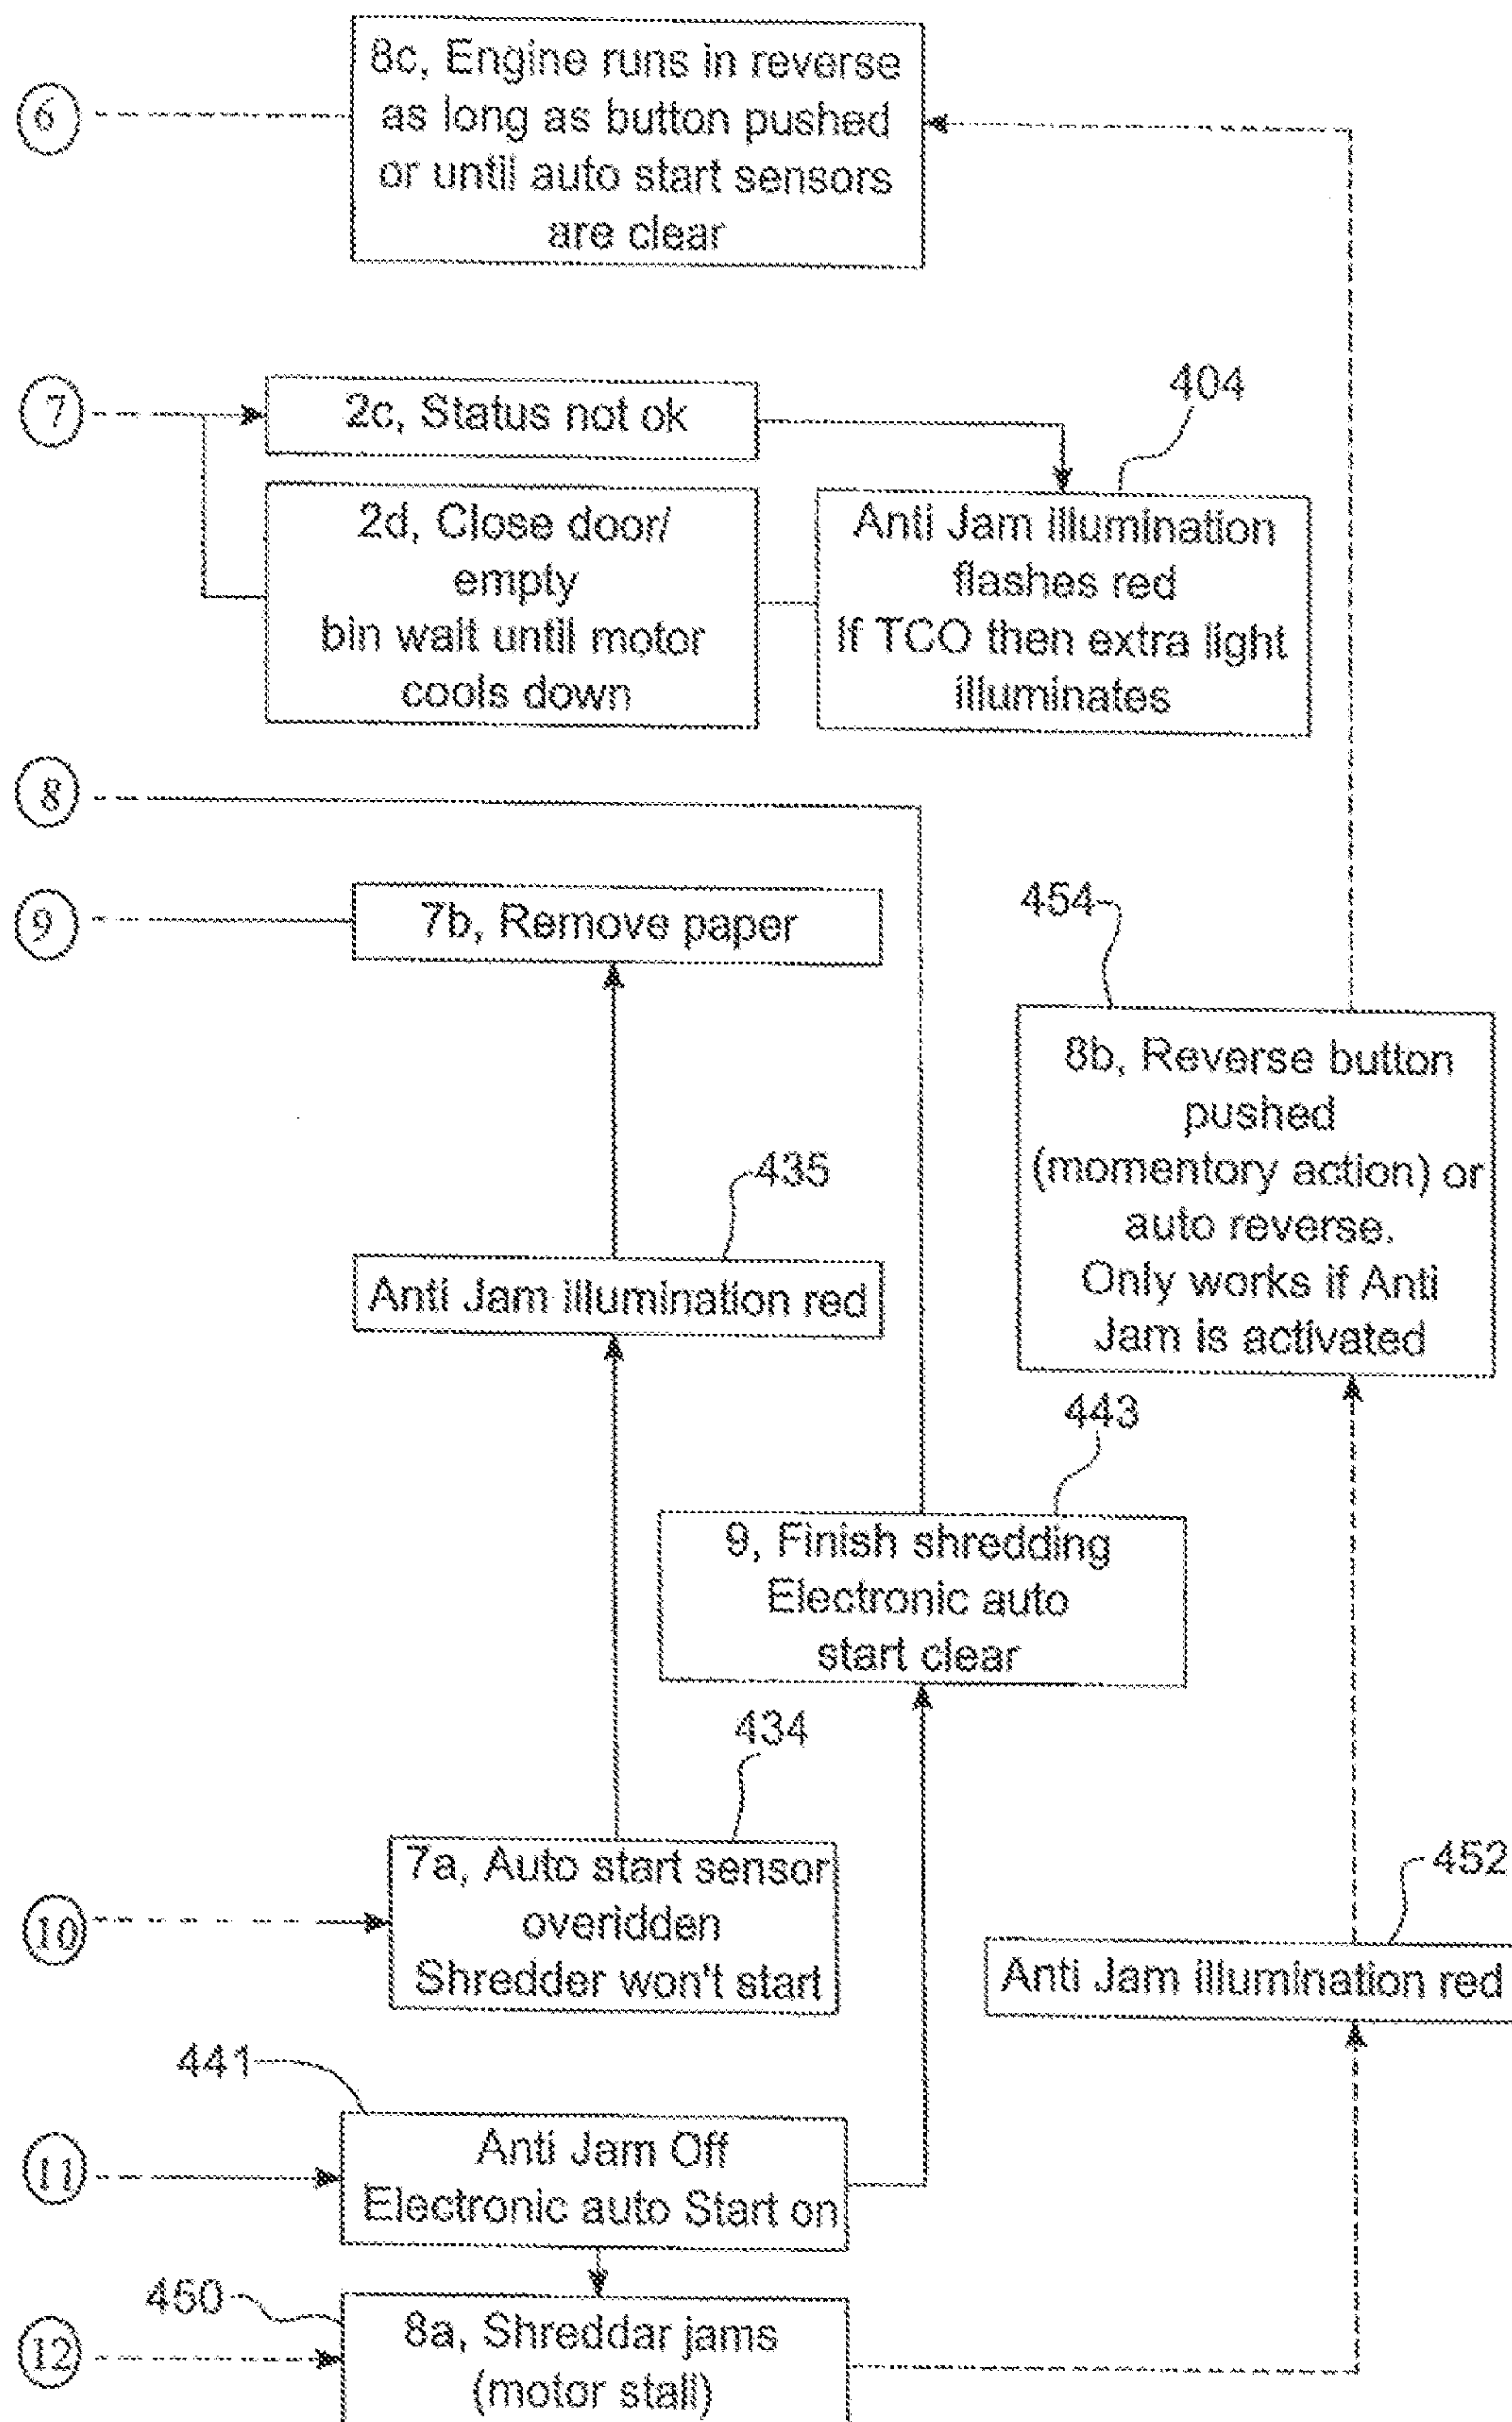 8c, Engine runs in reverse
as long as button pushed
or until auto start sensors
are clear
6
404
7
2c, Status not ok
2d, Close door/
empty
bin wait until motor
cools down
Anti Jam illumination
flashes red
If TCO then extra light
illuminates
8
9
7b, Remove paper
454
8b, Reverse button
pushed
(momentory action) or
auto reverse.
Only works if Anti
Jam is activated
435
Anti Jam illumination red
443
9, Finish shredding
Electronic auto
start clear
434
7a, Auto start sensor
overidden
Shredder won't start
10
452
Anti Jam illumination red
441
11
Anti Jam Off
Electronic auto Start on
450
12
8a, Shreddar jams
(motor stall)